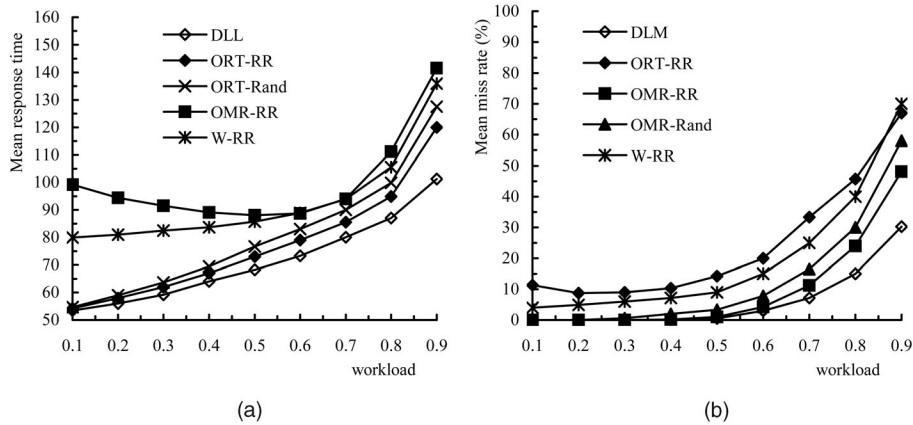 160
150
140
130
120
110
100
90
80
70
60
50
Mean response time
DLL
ORT-RR
ORT-Rand
OMR-RR
W-RR
0.1 0.2 0.3 0.4 0.5 0.6 0.7 0.8 0.9
workload
(a)
100
90
80
70
60
50
40
30
20
10
0
Mean miss rate (%)
DLM
ORT-RR
OMR-RR
OMR-Rand
W-RR
0.1 0.2 0.3 0.4 0.5 0.6 0.7 0.8 0.9
workload
(b)